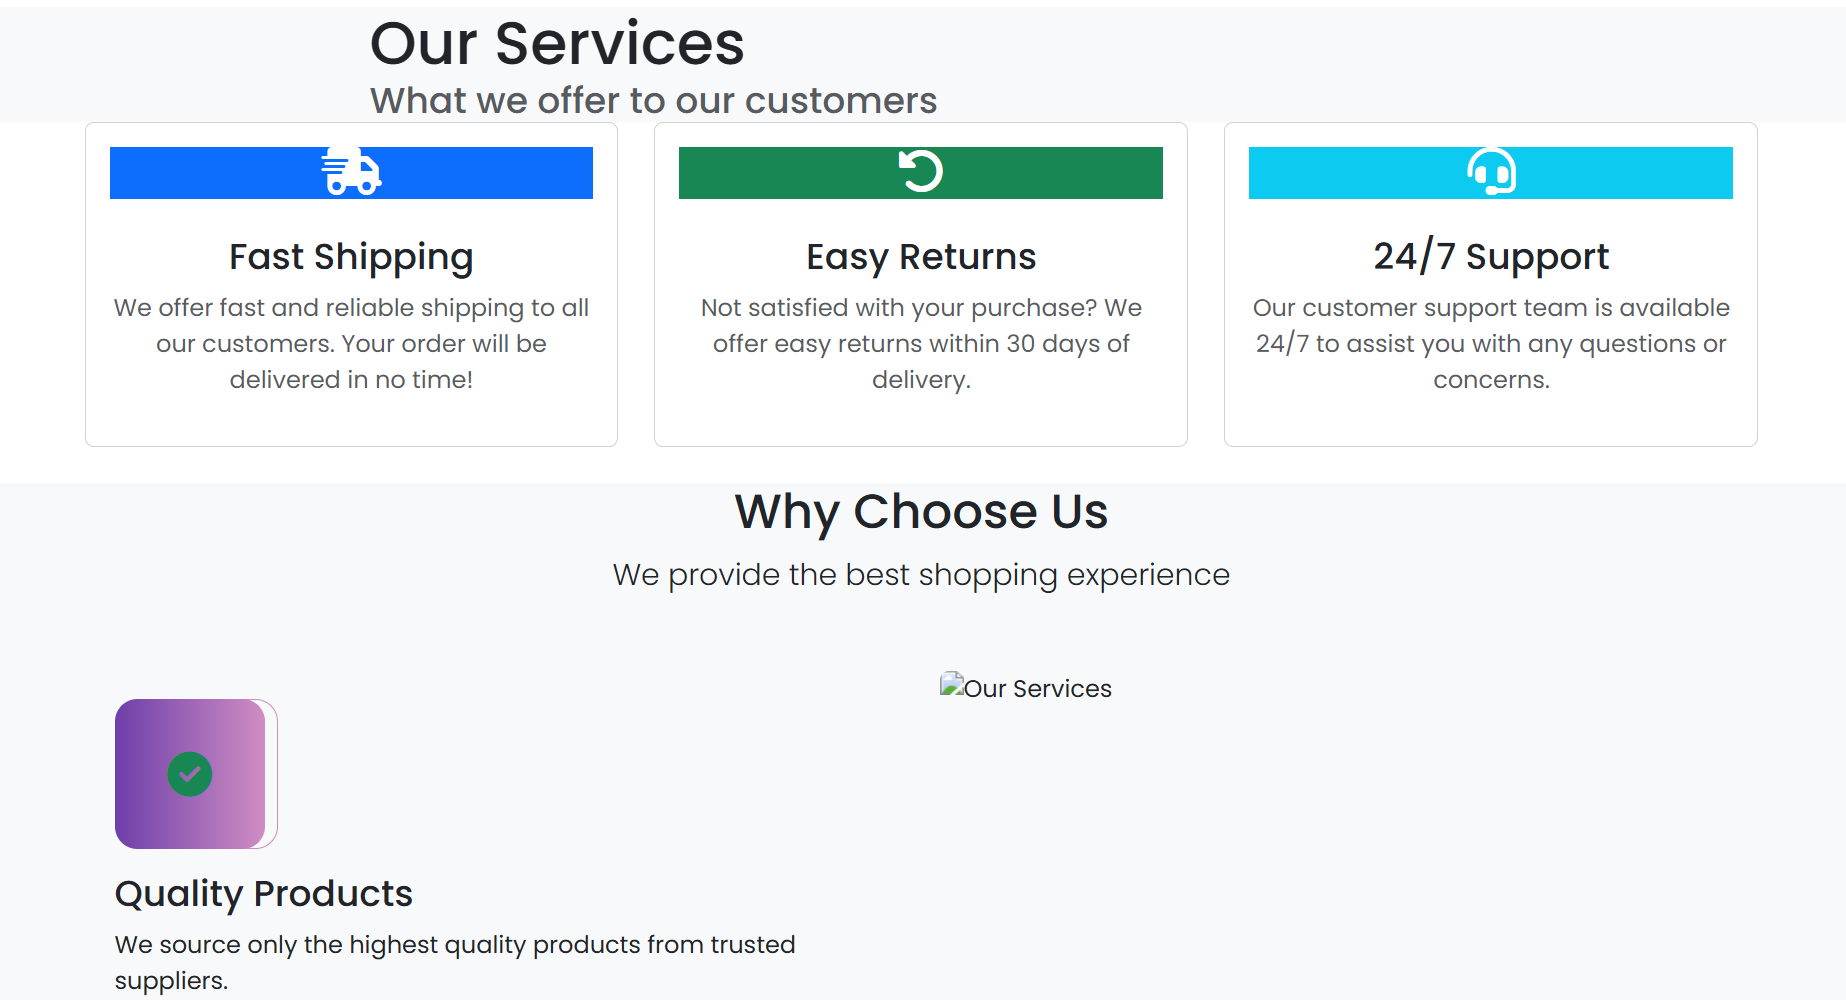 Our Services
What we offer to our customers
Fast Shipping
We offer fast and reliable shipping to all
our customers. Your order will be
delivered in no time!
Easy Returns
Not satisfied with your purchase? We
offer easy returns within 30 days of
delivery.
24/7 Support
Our customer support team is available
24/7 to assist you with any questions or
concerns.
Why Choose Us
We provide the best shopping experience
Our Services
Quality Products
We source only the highest quality products from trusted
suppliers.